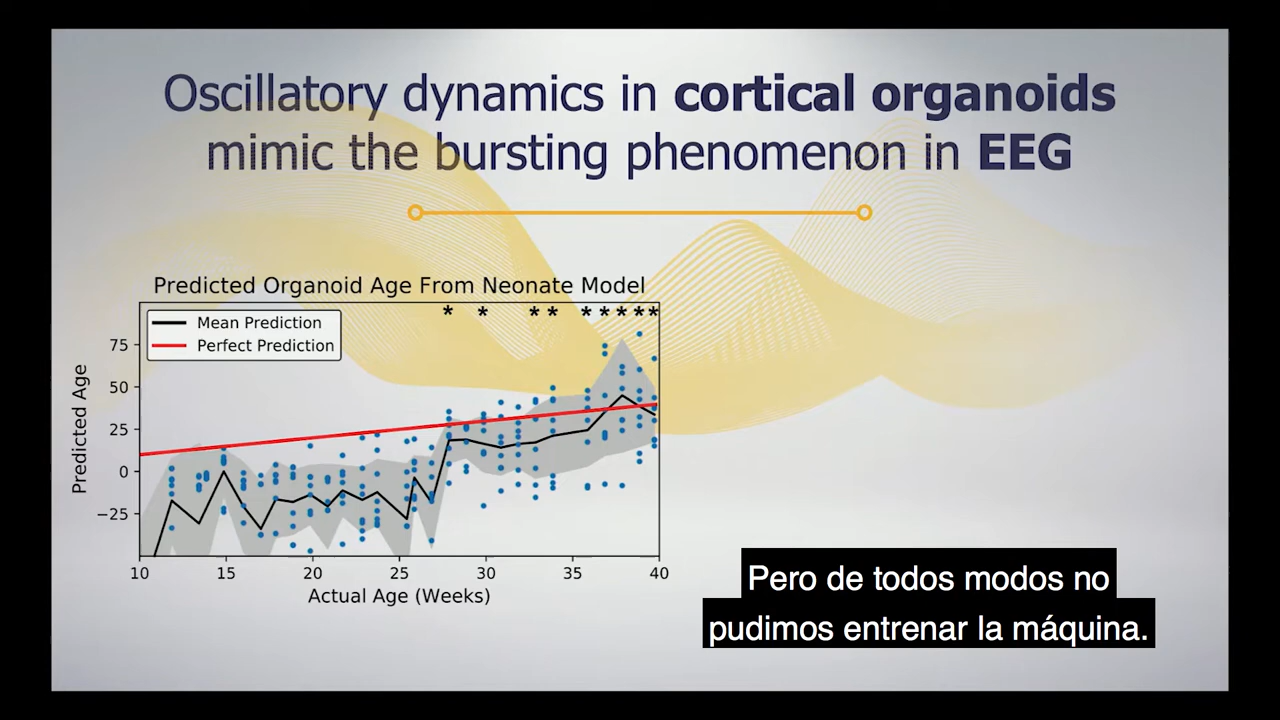 Oscillatory dynamics in cortical organoids
mimic the bursting phenomenon in EEG
Predicted Organoid Age From Neonate Model
* * * * * * * * *
Mean Prediction
Perfect Prediction
Predicted Age
75
50
25
0
−25
10 15 20 25 30 35 40
Actual Age (Weeks)
Pero de todos modos no
pudimos entrenar la máquina.